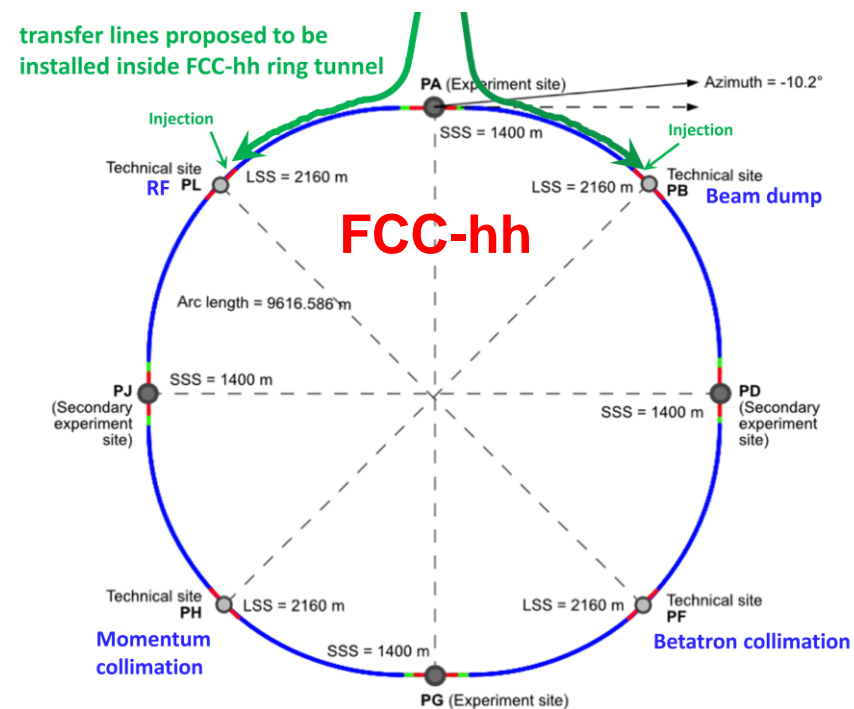 transfer lines proposed to be
installed inside FCC-hh ring tunnel
PA (Experiment site)
Azimuth = -10.2°
Injection
SSS = 1400 m
Injection
Technical site
PL
RF
LSS = 2160 m
LSS = 2160 m
Technical site
PB
Beam dump
FCC-hh
Arc length = 9616.586 m
PJ
(Secondary
experiment
site)
SSS = 1400 m
SSS = 1400 m
PD
(Secondary
experiment
site)
Technical site
PH
LSS = 2160 m
Momentum
collimation
LSS = 2160 m
Technical site
PF
Betatron collimation
SSS = 1400 m
PG (Experiment site)